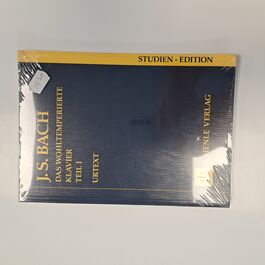 STUDIEN - EDITION
J. S. BACH
DAS WOHLTEMPERIERTE
KLAVIER
TEIL I
URTEXT
HENLE VERLAG